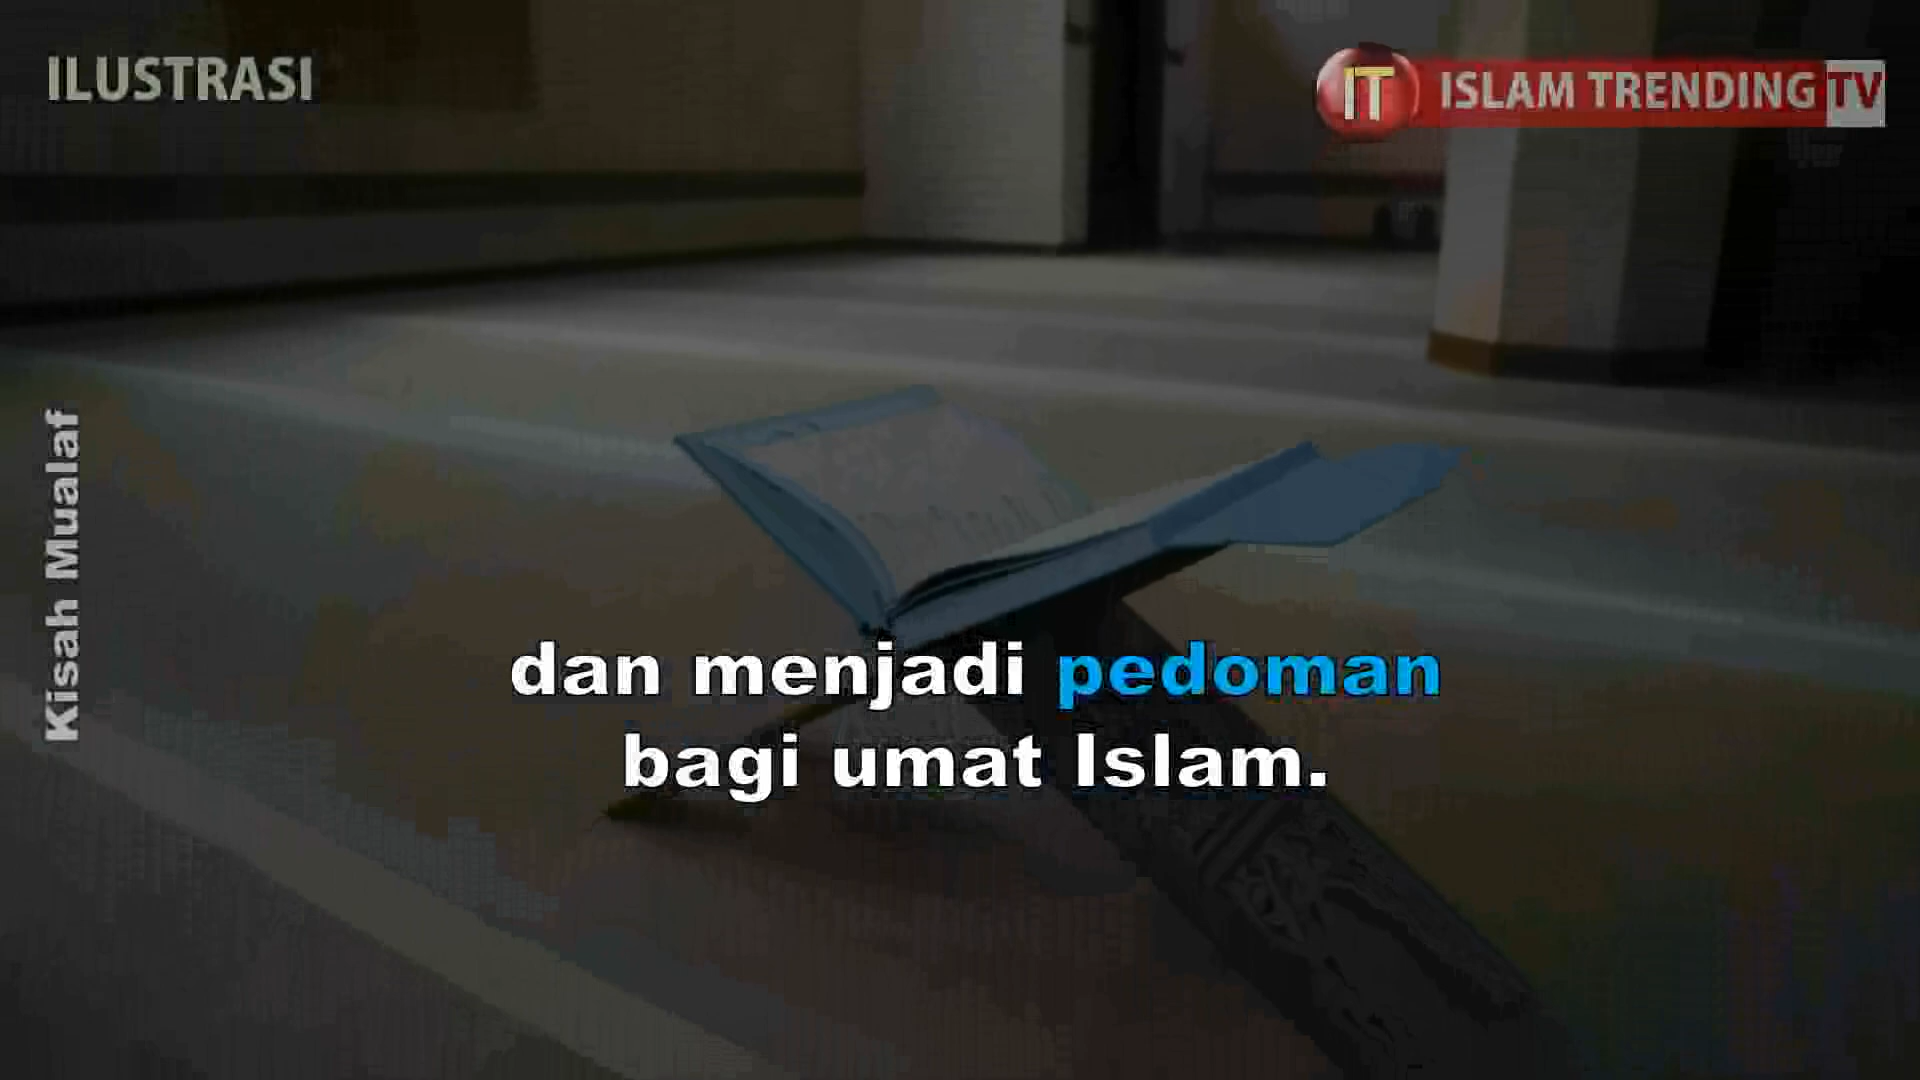 ILUSTRASI
IT ISLAM TRENDING TV
Kisah Mualaf
dan menjadi pedoman
bagi umat Islam.